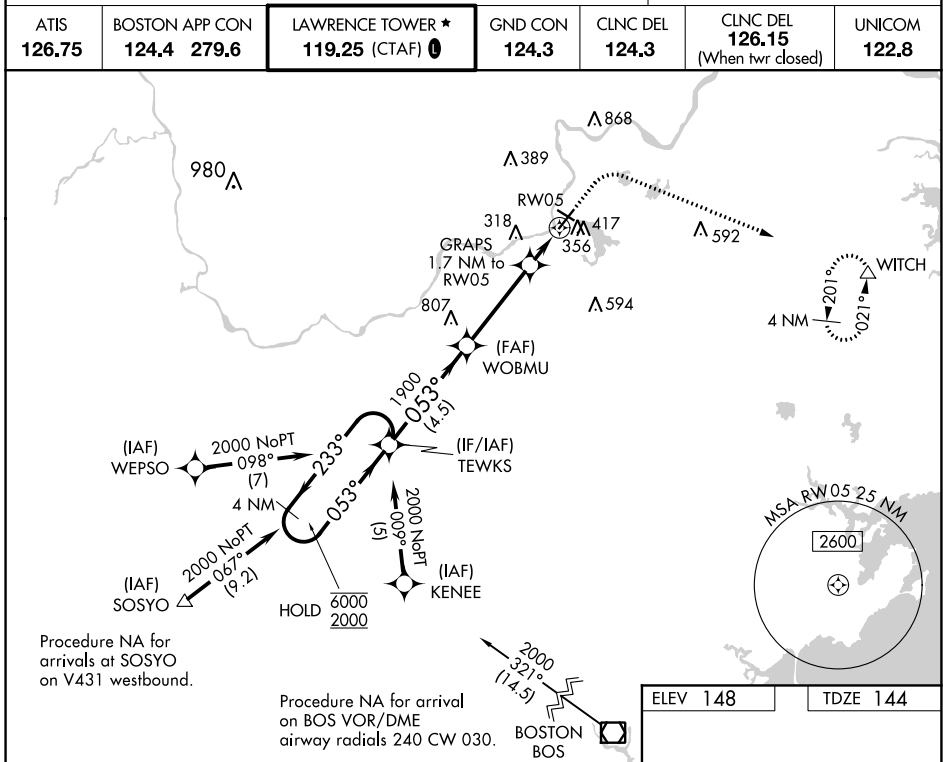 ATIS
126.75
BOSTON APP CON
124.4 279.6
LAWRENCE TOWER ★
119.25 (CTAF) L
GND CON
124.3
CLNC DEL
124.3
CLNC DEL
126.15
(When twr closed)
UNICOM
122.8
868
389
980
RW05
318
417
356
592
GRAPS
1.7 NM to
RW05
WITCH
201°
021°
4 NM
594
807
(FAF)
WOBMU
1900
053°
(4.5)
(IAF)
WEPSO
2000 NoPT
098°
(7)
233°
053°
4 NM
(IF/IAF)
TEWKS
2000 NoPT
009°
(5)
2000 NoPT
067°
(9.2)
(IAF)
SOSYO
(IAF)
KENEE
HOLD
6000
2000
MSA RW05 25 NM
2600
Procedure NA for
arrivals at SOSYO
on V431 westbound.
2000
321°
(14.5)
Procedure NA for arrival
on BOS VOR/DME
airway radials 240 CW 030.
BOSTON
BOS
ELEV 148
TDZE 144